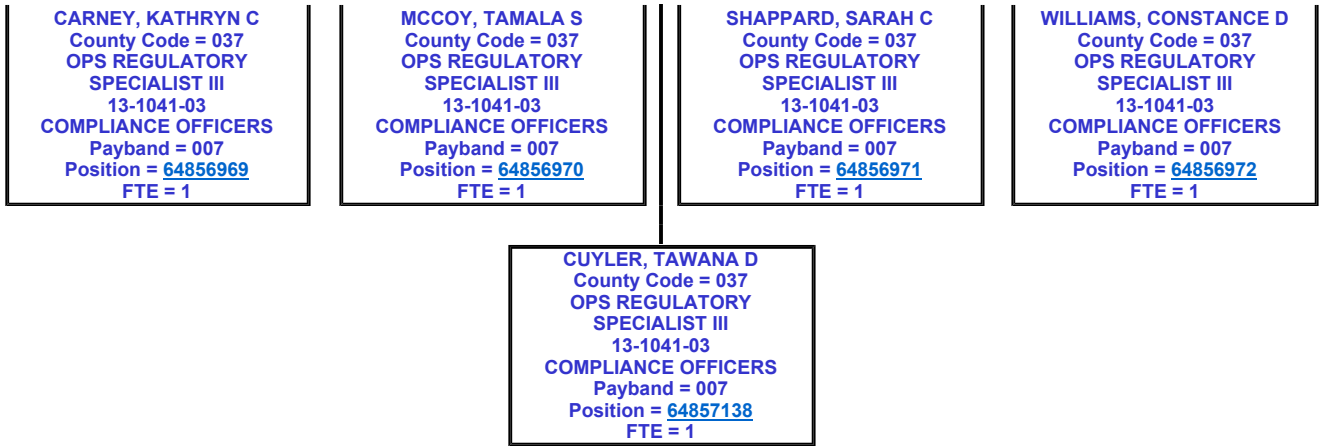 CARNEY, KATHRYN C
County Code = 037
OPS REGULATORY
SPECIALIST III
13-1041-03
COMPLIANCE OFFICERS
Payband = 007
Position = 64856969
FTE = 1
MCCOY, TAMALA S
County Code = 037
OPS REGULATORY
SPECIALIST III
13-1041-03
COMPLIANCE OFFICERS
Payband = 007
Position = 64856970
FTE = 1
SHAPPARD, SARAH C
County Code = 037
OPS REGULATORY
SPECIALIST III
13-1041-03
COMPLIANCE OFFICERS
Payband = 007
Position = 64856971
FTE = 1
WILLIAMS, CONSTANCE D
County Code = 037
OPS REGULATORY
SPECIALIST III
13-1041-03
COMPLIANCE OFFICERS
Payband = 007
Position = 64856972
FTE = 1
CUYLER, TAWANA D
County Code = 037
OPS REGULATORY
SPECIALIST III
13-1041-03
COMPLIANCE OFFICERS
Payband = 007
Position = 64857138
FTE = 1